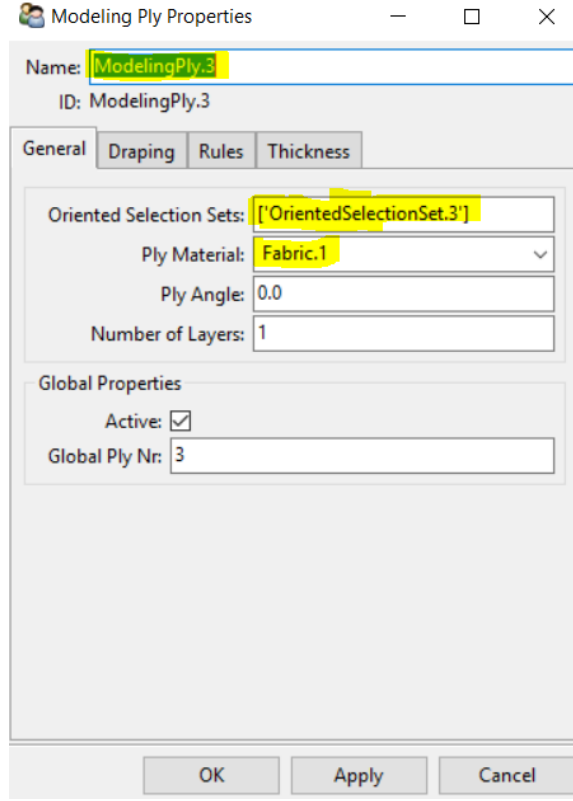 Modeling Ply Properties
Name: ModelingPly.3
ID: ModelingPly.3
General Draping Rules Thickness
Oriented Selection Sets: ['OrientedSelectionSet.3']
Ply Material: Fabric.1
Ply Angle: 0.0
Number of Layers: 1
Global Properties
Active:
Global Ply Nr: 3
OK Apply Cancel